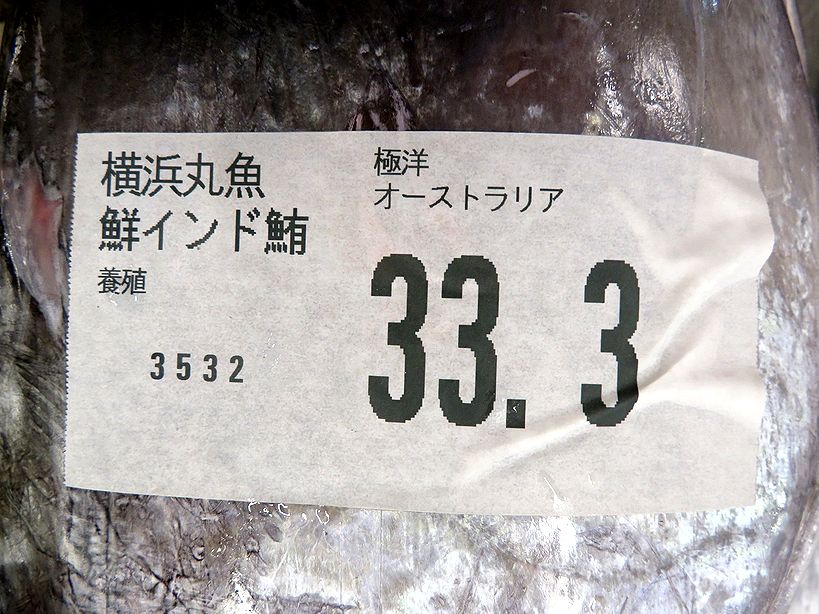 横浜丸魚
鮮インド鮪
養殖
3532
極洋
オーストラリア
33.3